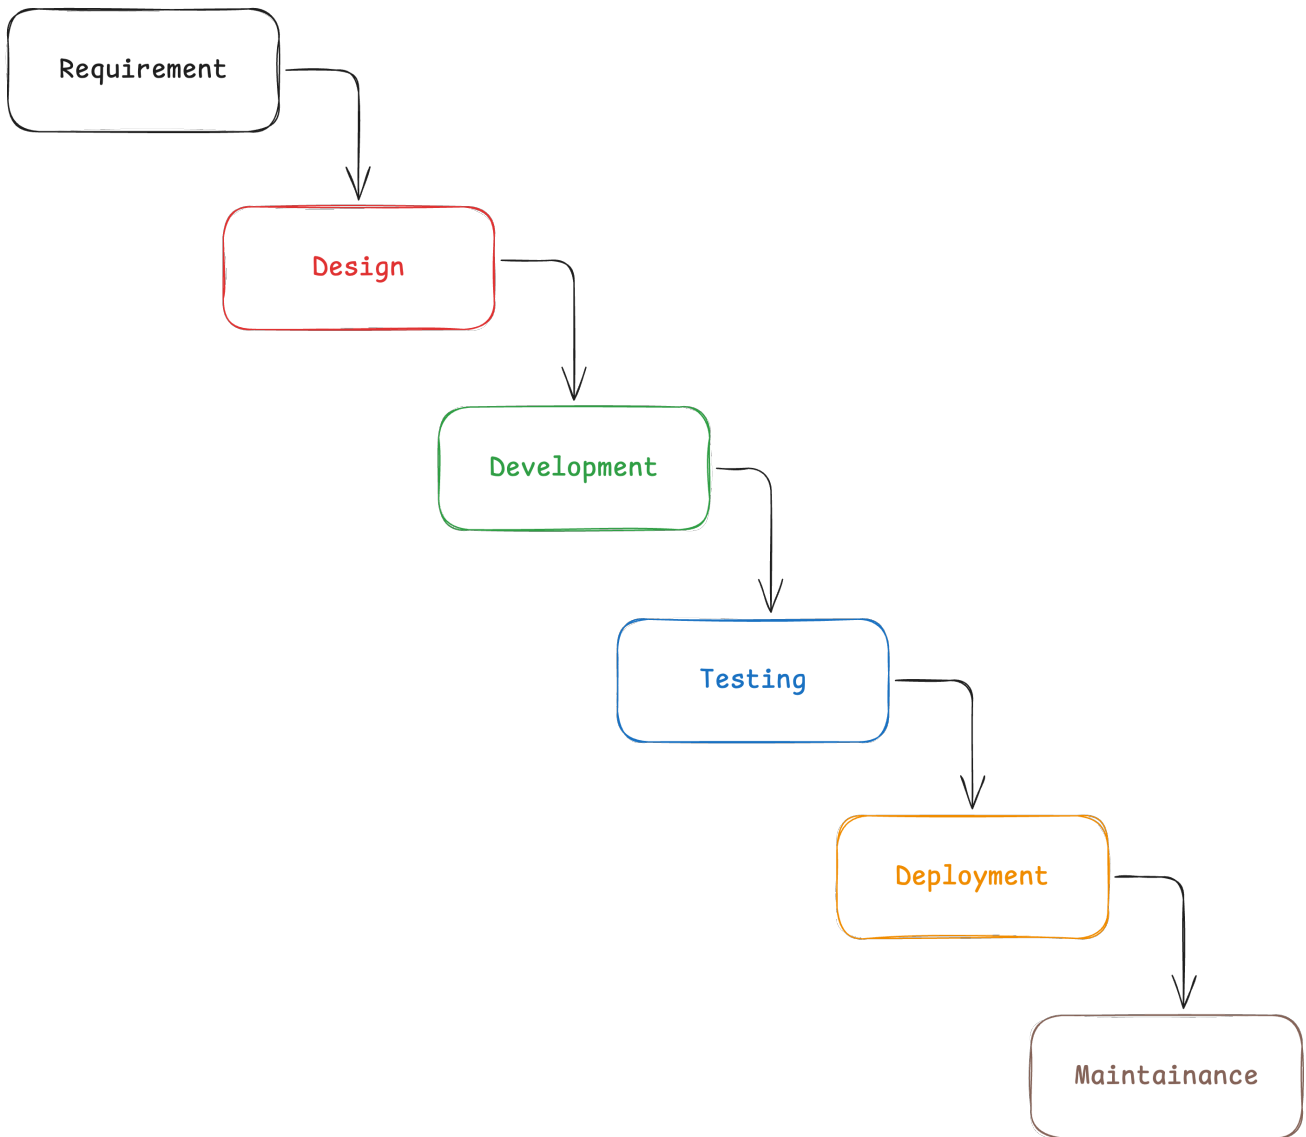 Requirement
Design
Development
Testing
Deployment
Maintainance